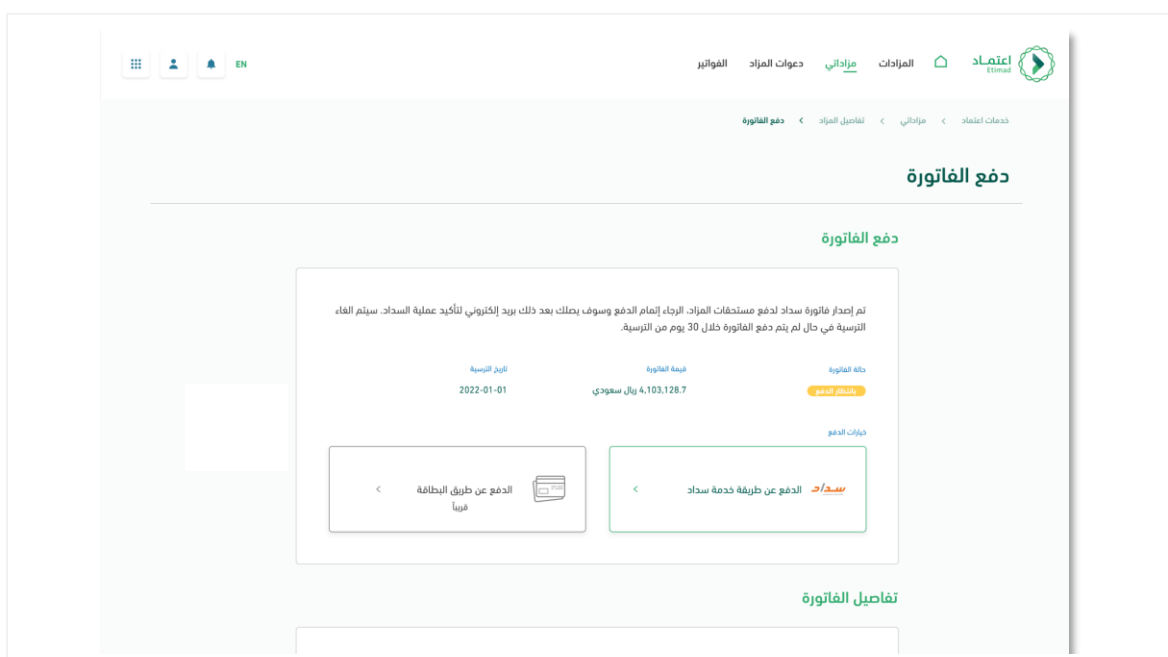 اعتماد
Etimad
المزادات
مزاداتي
دعوات المزاد
الفواتير
EN
خدمات اعتماد > مزاداتي > تفاصيل المزاد > دفع الفاتورة
دفع الفاتورة
دفع الفاتورة
تم إصدار فاتورة سداد لدفع مستحقات المزاد. الرجاء إتمام الدفع وسوف يصلك بعد ذلك بريد إلكتروني لتأكيد عملية السداد. سيتم الغاء
الترسية في حال لم يتم دفع الفاتورة خلال 30 يوم من الترسية.
حالة الفاتورة
قيمة الفاتورة
تاريخ الترسية
بانتظار الدفع
4,103,128.7 ريال سعودي
2022-01-01
خيارات الدفع
سداد
الدفع عن طريقة خدمة سداد
الدفع عن طريق البطاقة
قريباً
تفاصيل الفاتورة